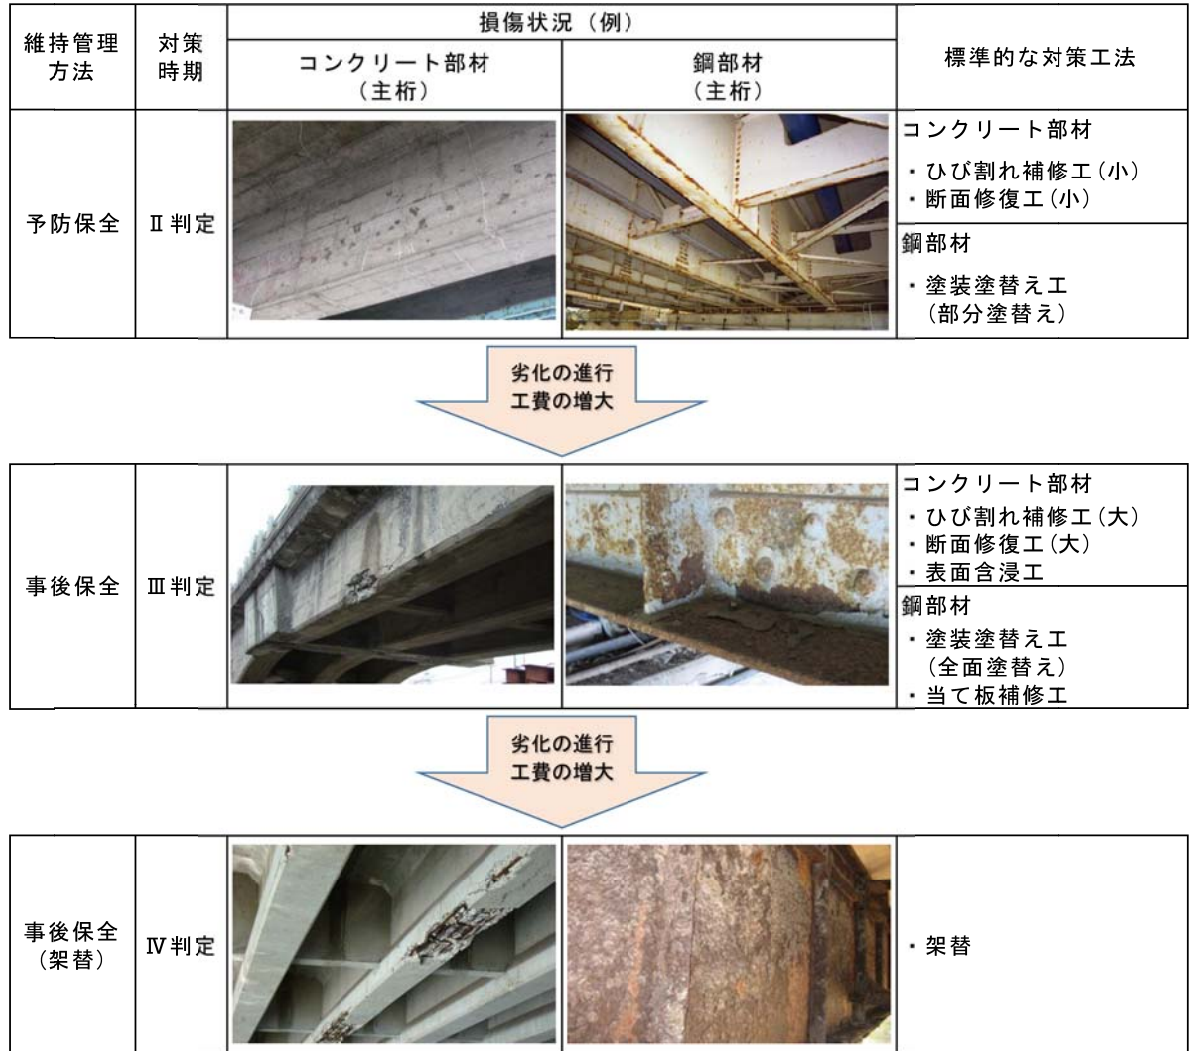 維持管理
方法
対策
時期
損傷状況（例）
コンクリート部材
（主桁）
鋼部材
（主桁）
標準的な対策工法
予防保全
Ⅱ判定
コンクリート部材
・ひび割れ補修工(小)
・断面修復工(小)
鋼部材
・塗装塗替え工
(部分塗替え)
劣化の進行
工費の増大
事後保全
Ⅲ判定
コンクリート部材
・ひび割れ補修工(大)
・断面修復工(大)
・表面含浸工
鋼部材
・塗装塗替え工
(全面塗替え)
・当て板補修工
劣化の進行
工費の増大
事後保全
(架替)
Ⅳ判定
・架替